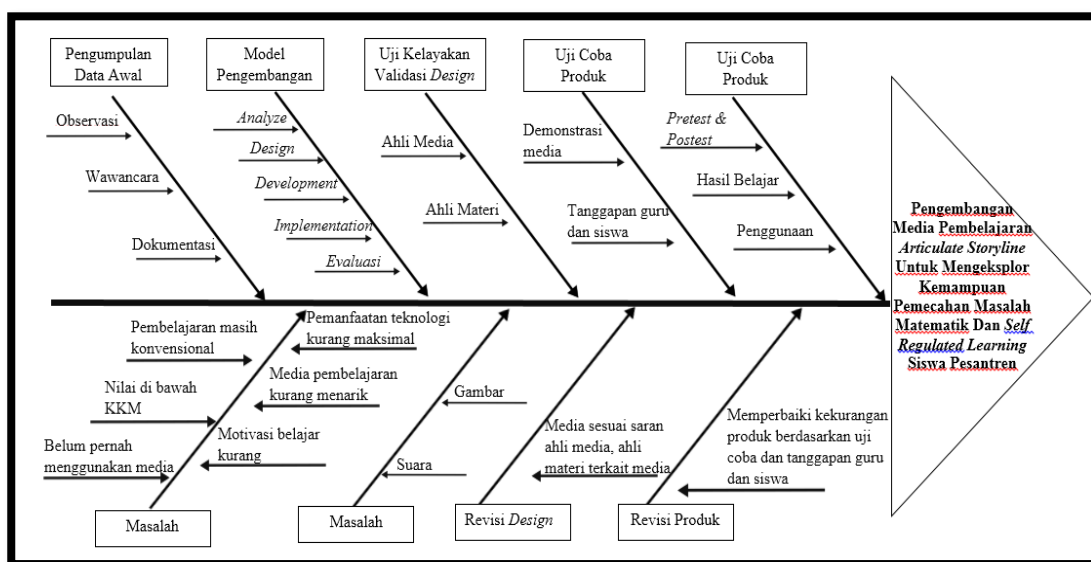 Pengumpulan
Data Awal
Model
Pengembangan
Uji Kelayakan
Validasi Design
Uji Coba
Produk
Uji Coba
Produk
Observasi
Wawancara
Dokumentasi
Analyze
Design
Development
Implementation
Evaluasi
Ahli Media
Ahli Materi
Demonstrasi
media
Tanggapan guru
dan siswa
Pretest &
Postest
Hasil Belajar
Penggunaan
Pengembangan
Media Pembelajaran
Articulate Storyline
Untuk Mengeksplor
Kemampuan
Pemecahan Masalah
Matematik Dan Self
Regulated Learning
Siswa Pesantren
Pembelajaran masih
konvensional
Nilai di bawah
KKM
Belum pernah
menggunakan media
Pemanfaatan teknologi
kurang maksimal
Media pembelajaran
kurang menarik
Motivasi belajar
kurang
Gambar
Suara
Media sesuai saran
ahli media, ahli
materi terkait media
Memperbaiki kekurangan
produk berdasarkan uji
coba dan tanggapan guru
dan siswa
Masalah
Masalah
Revisi Design
Revisi Produk